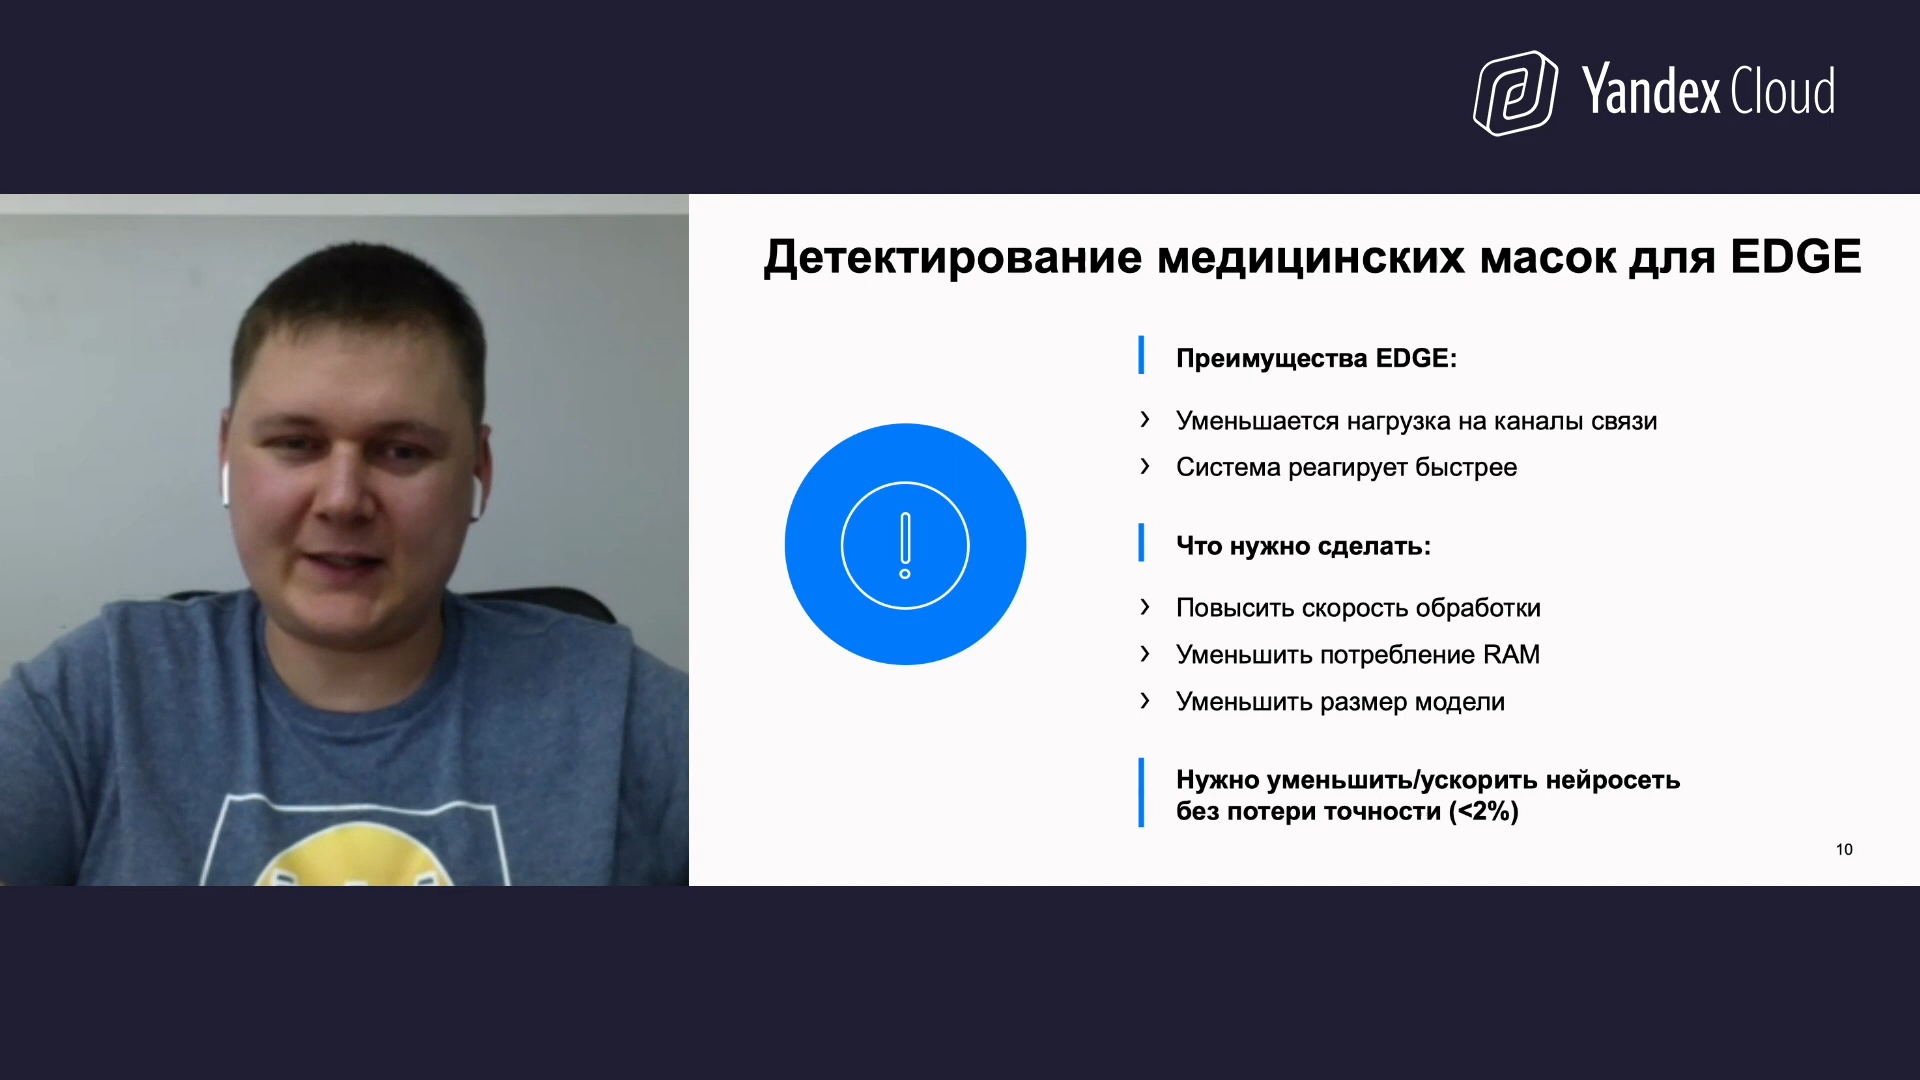 Yandex Cloud
Детектирование медицинских масок для EDGE
Преимущества EDGE:
› Уменьшается нагрузка на каналы связи
› Система реагирует быстрее
Что нужно сделать:
› Повысить скорость обработки
› Уменьшить потребление RAM
› Уменьшить размер модели
Нужно уменьшить/ускорить нейросеть
без потери точности (<2%)
10